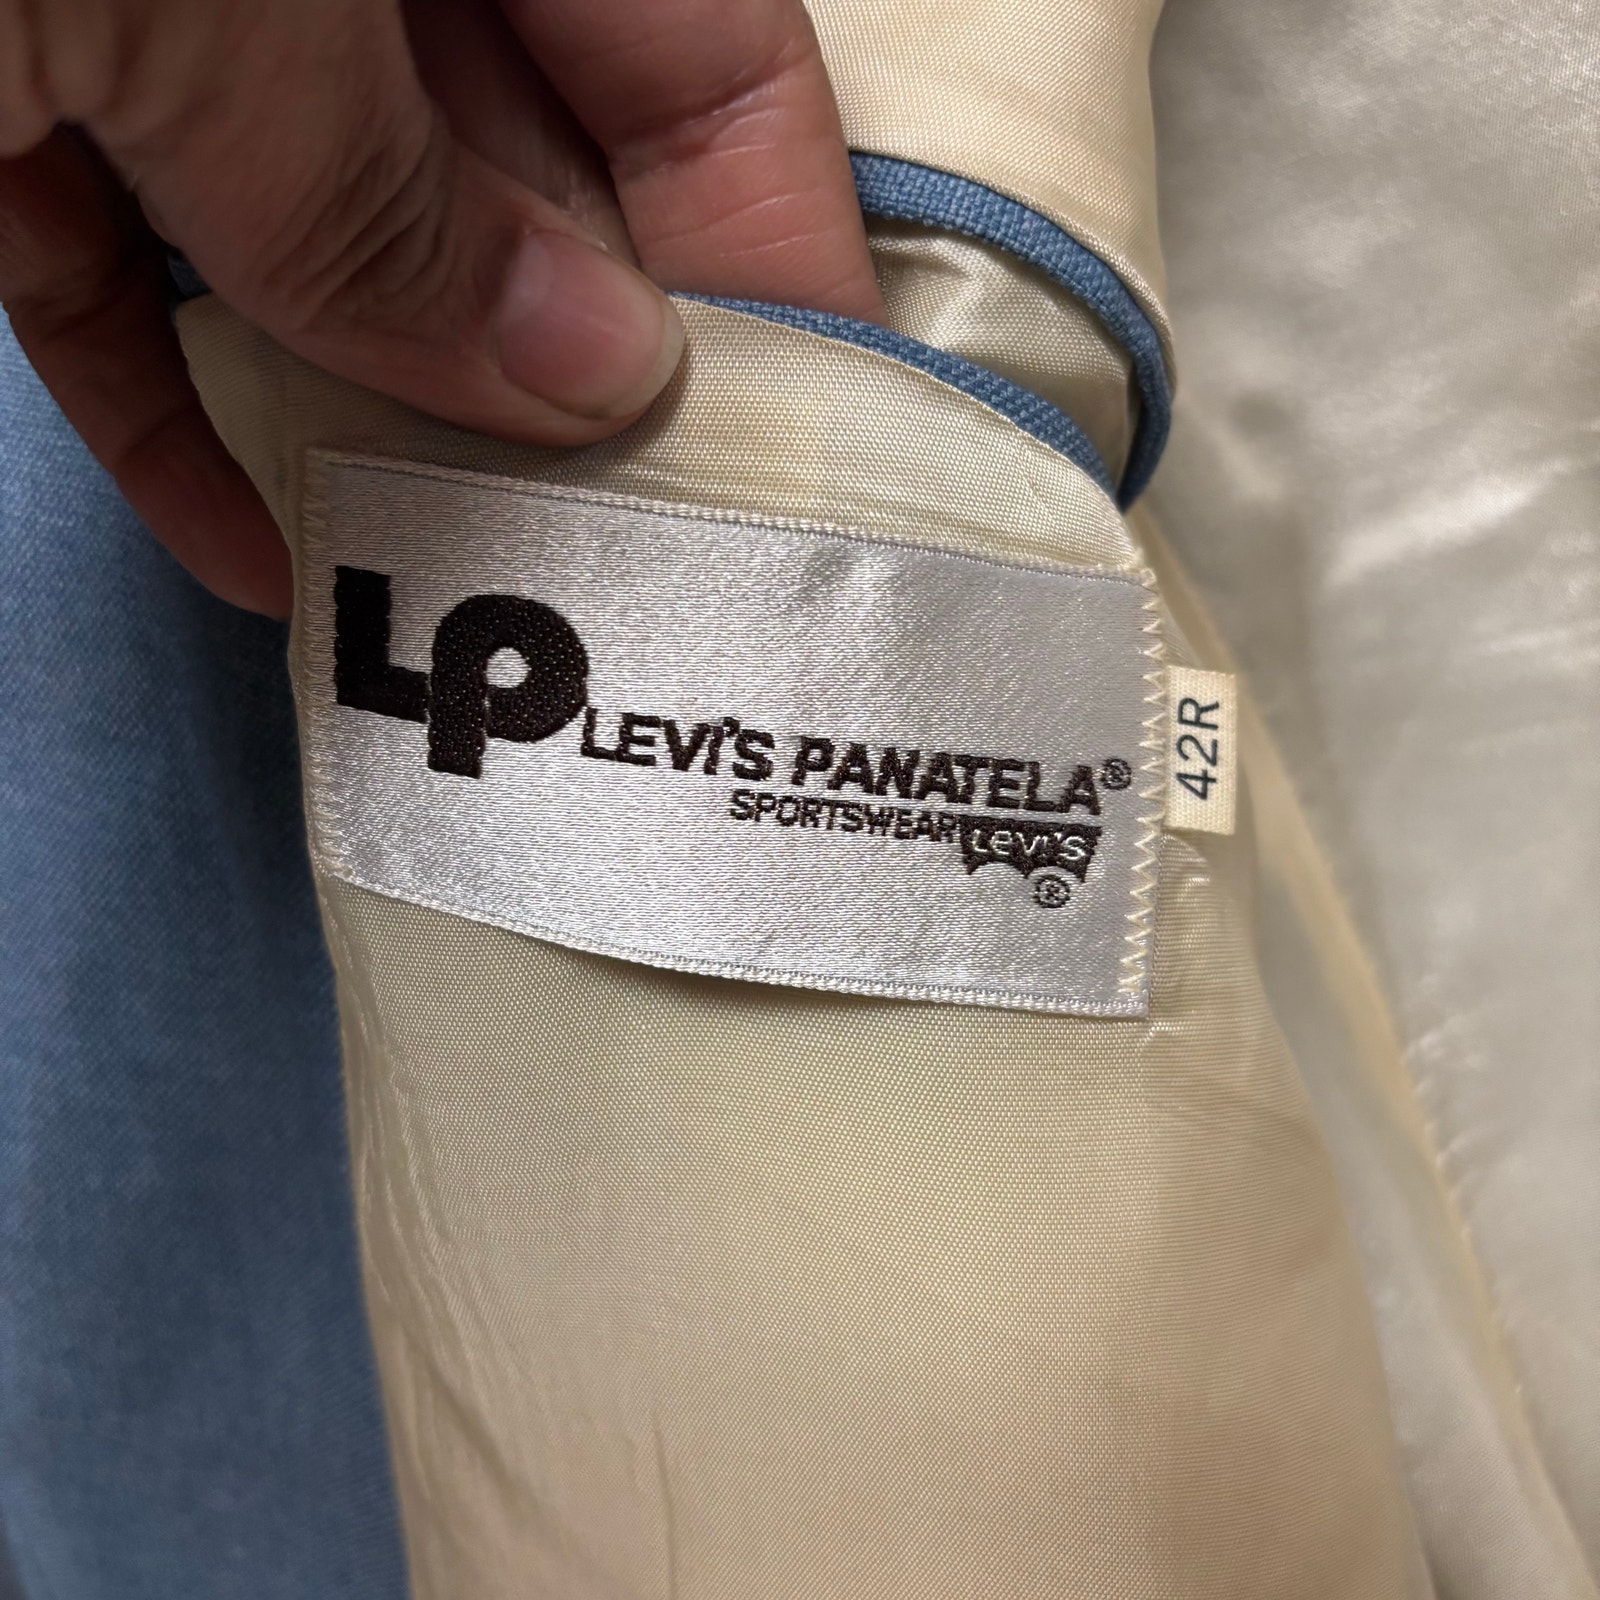 LP
LEVI'S PANATELA®
SPORTSWEAR LEVI'S
®
42R